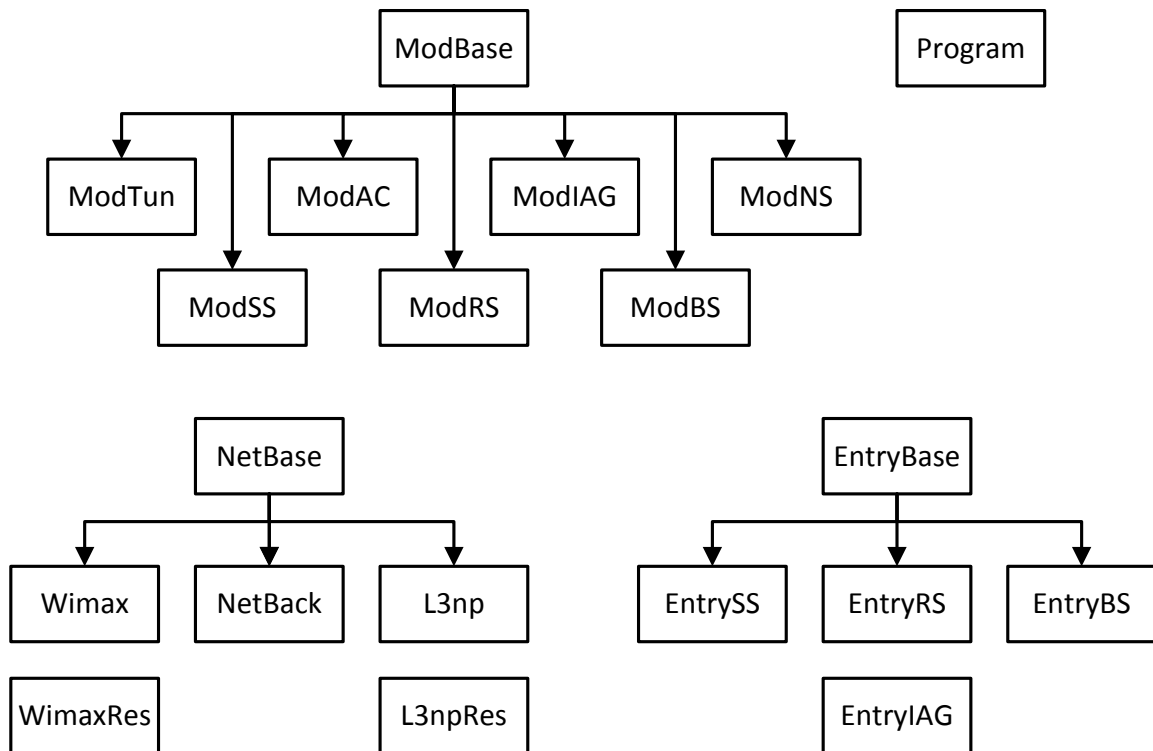 ModBase
Program
ModTun
ModAC
ModIAG
ModNS
ModSS
ModRS
ModBS
NetBase
EntryBase
Wimax
NetBack
L3np
EntrySS
EntryRS
EntryBS
WimaxRes
L3npRes
EntryIAG